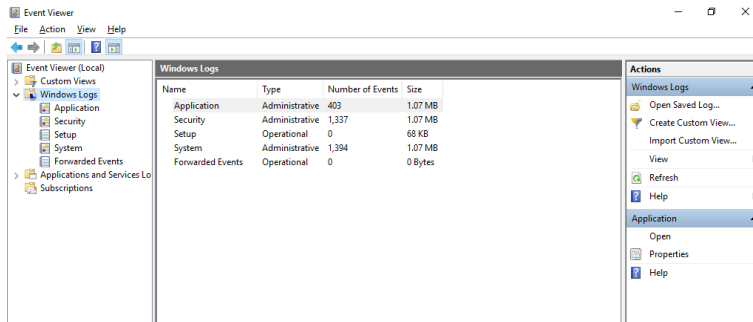 Event Viewer
File Action View Help
Event Viewer (Local)
Custom Views
Windows Logs
Application
Security
Setup
System
Forwarded Events
Applications and Services Lo
Subscriptions
Windows Logs
Name Type Number of Events Size
Application Administrative 403 1.07 MB
Security Administrative 1,337 1.07 MB
Setup Operational 0 68 KB
System Administrative 1,394 1.07 MB
Forwarded Events Operational 0 0 Bytes
Actions
Windows Logs
Open Saved Log...
Create Custom View...
Import Custom View...
View
Refresh
Help
Application
Open
Properties
Help